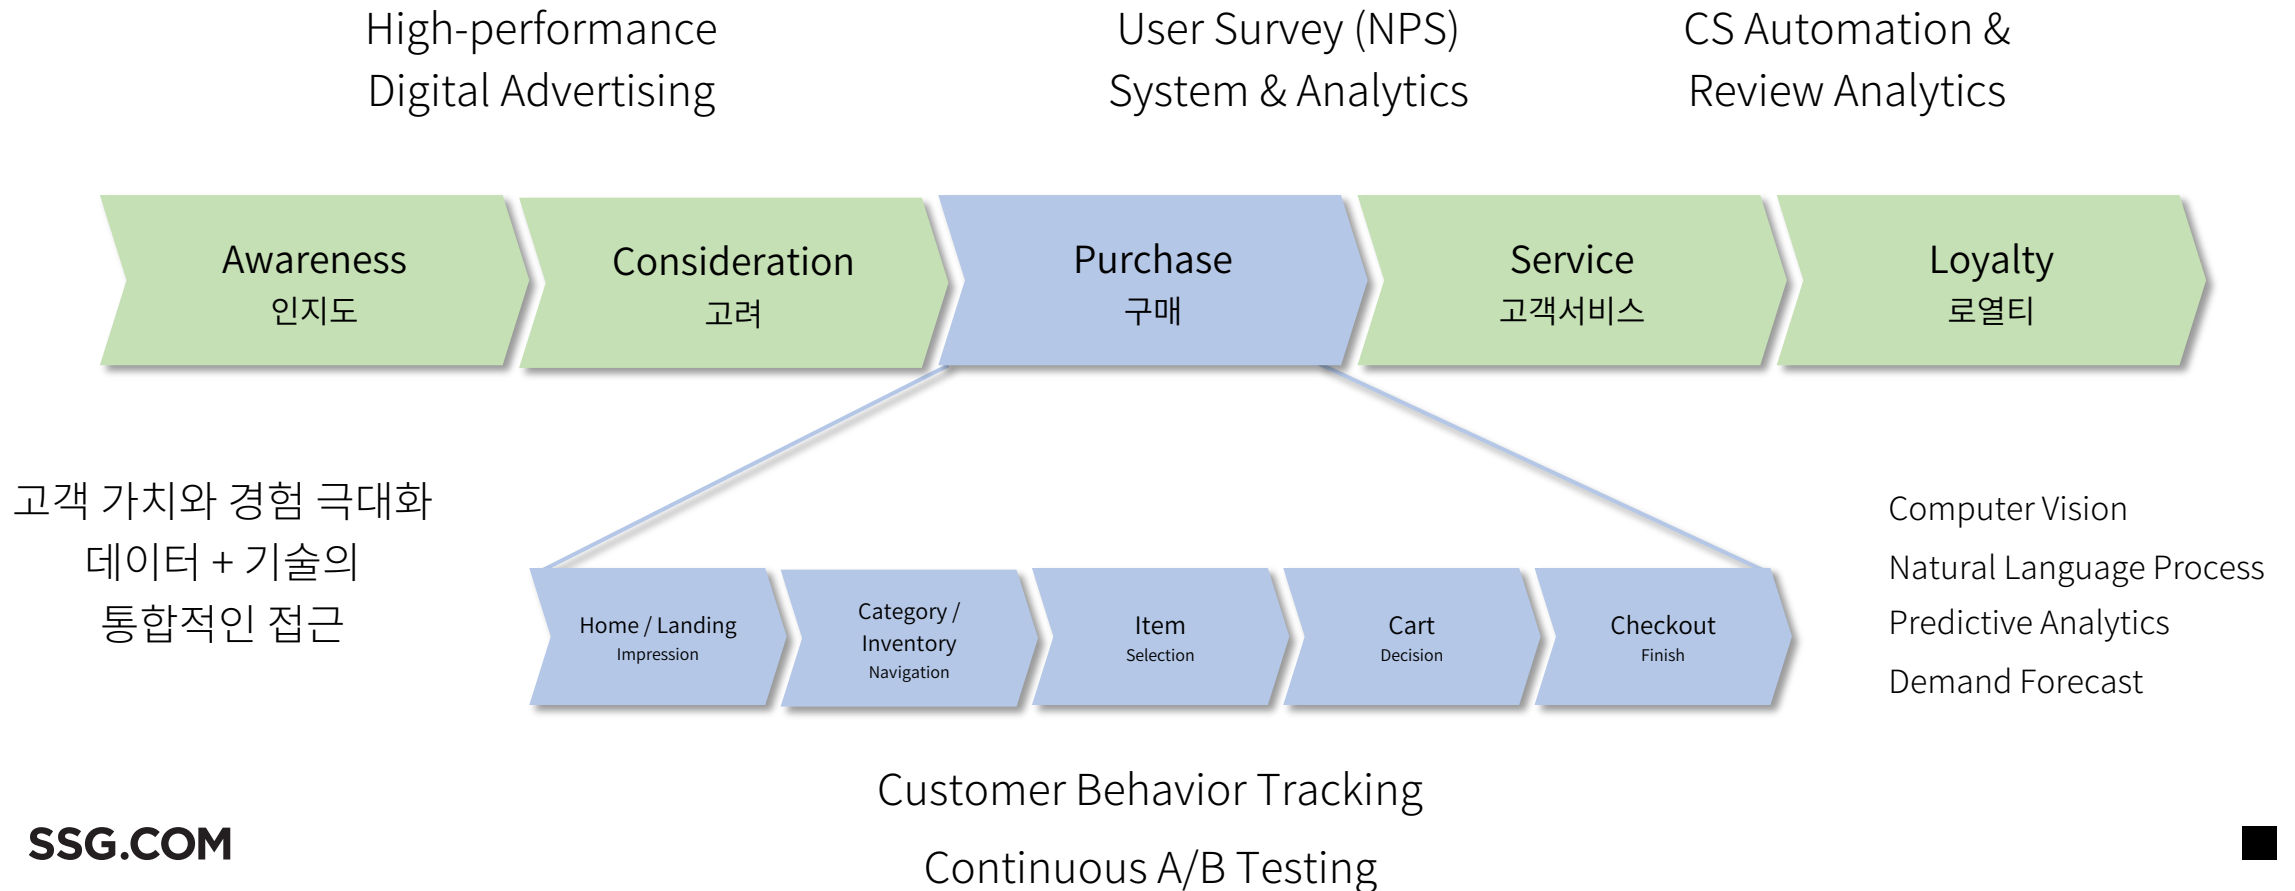 High-performance
Digital Advertising
User Survey (NPS)
System & Analytics
CS Automation &
Review Analytics
Awareness
인지도
Consideration
고려
Purchase
구매
Service
고객서비스
Loyalty
로열티
고객 가치와 경험 극대화
데이터 + 기술의
통합적인 접근
Home / Landing
Impression
Category /
Inventory
Navigation
Item
Selection
Cart
Decision
Checkout
Finish
Computer Vision
Natural Language Process
Predictive Analytics
Demand Forecast
Customer Behavior Tracking
Continuous A/B Testing
SSG.COM